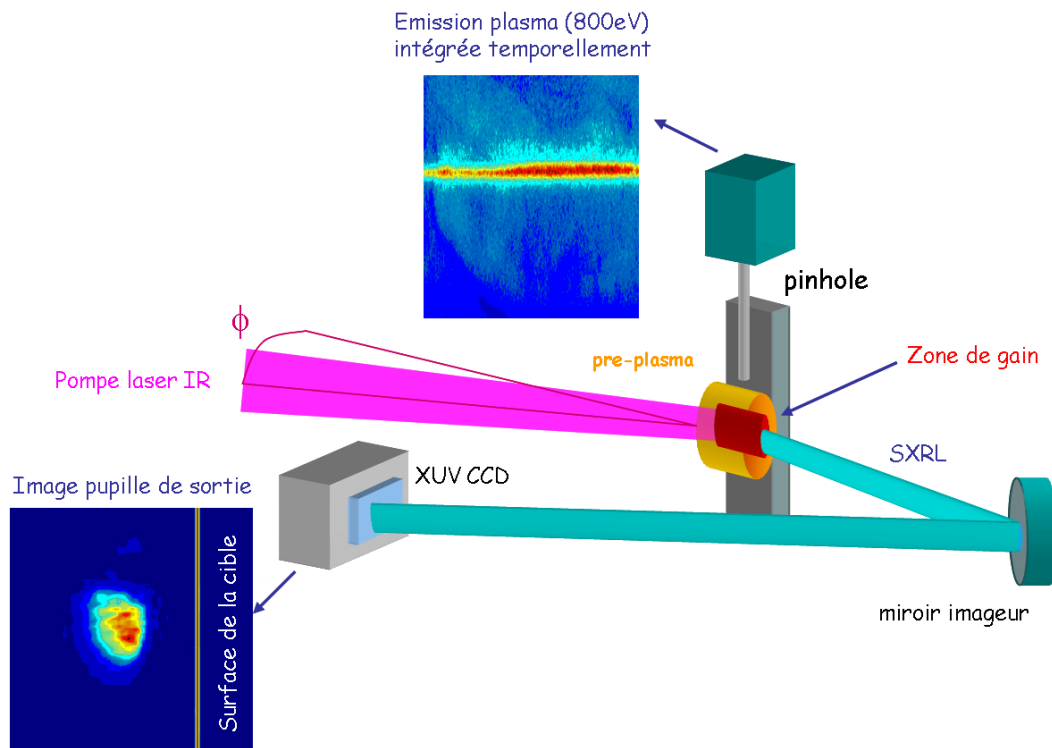 Emission plasma (800eV)
intégrée temporellement
pinhole
ϕ
pre-plasma
Zone de gain
Pompe laser IR
SXRL
XUV CCD
Image pupille de sortie
Surface de la cible
miroir imageur